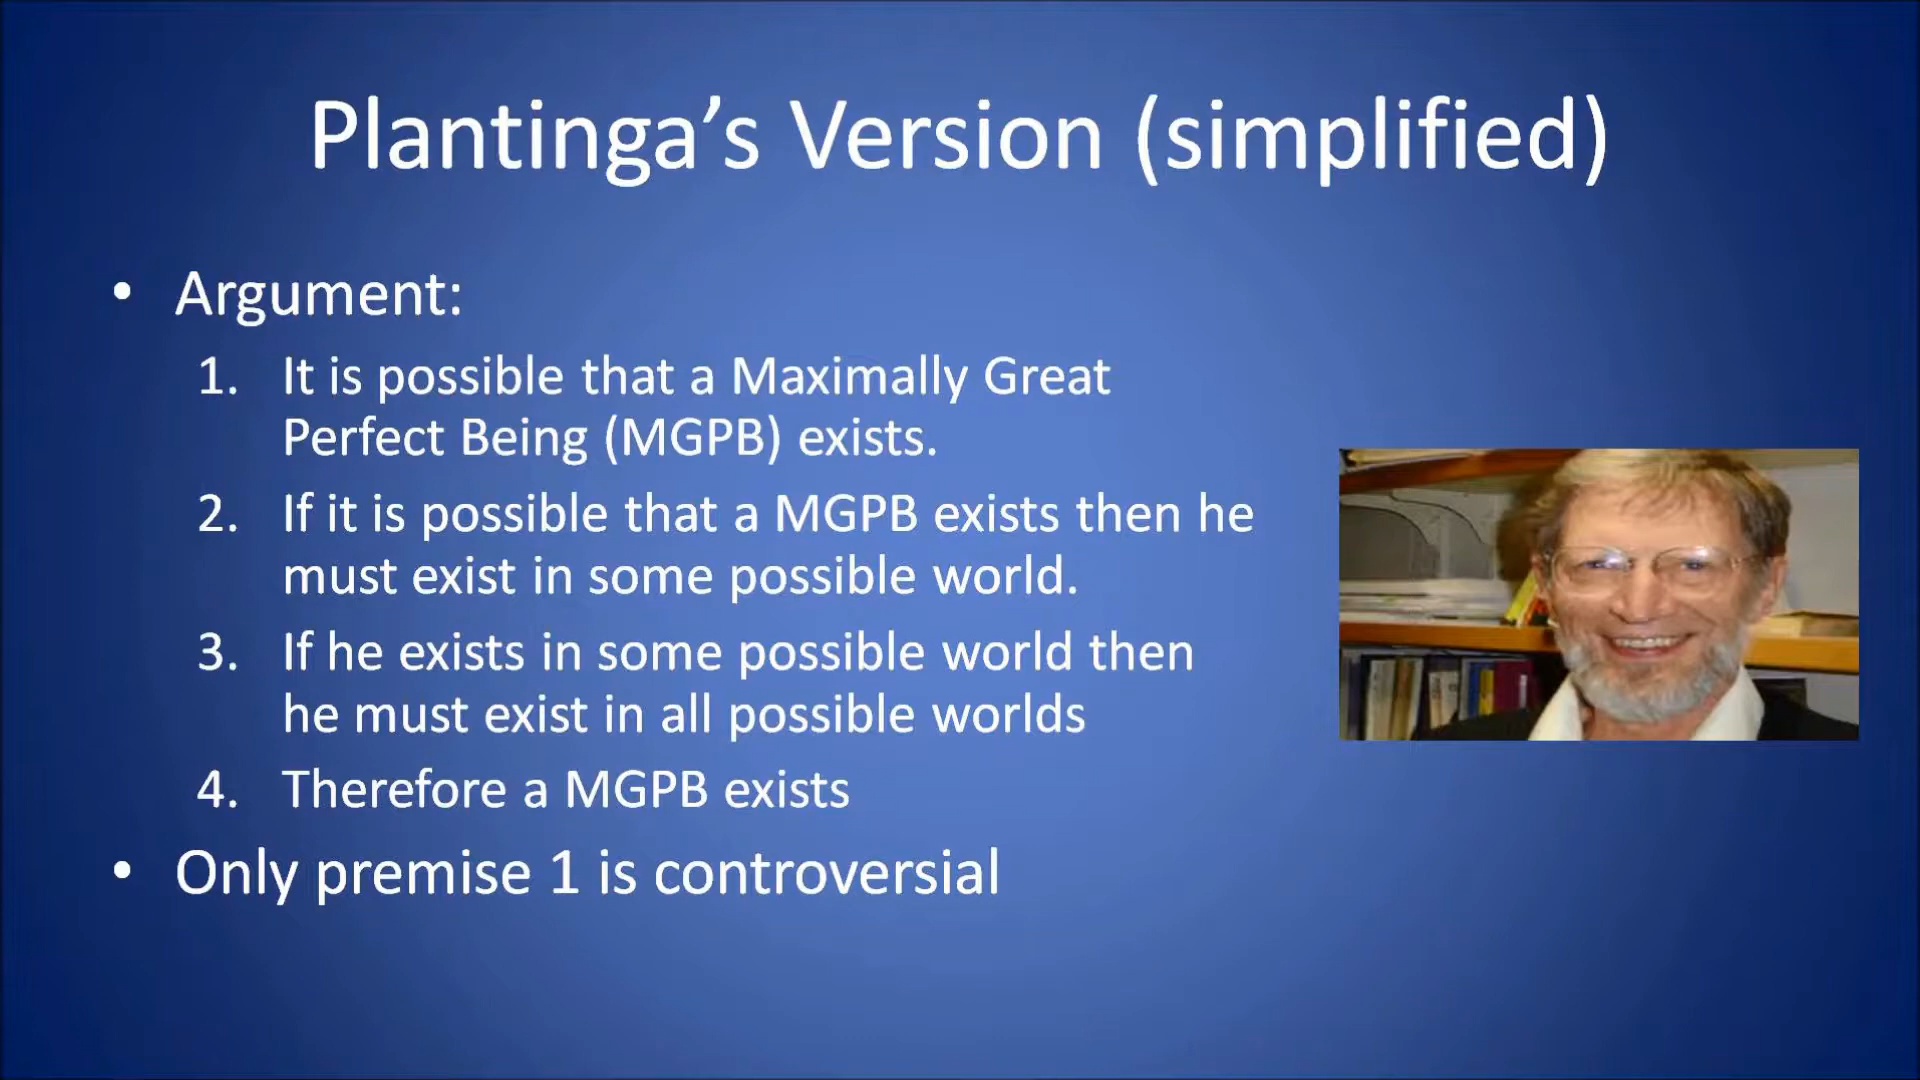 Plantinga’s Version (simplified)
• Argument:
1. It is possible that a Maximally Great
Perfect Being (MGPB) exists.
2. If it is possible that a MGPB exists then he
must exist in some possible world.
3. If he exists in some possible world then
he must exist in all possible worlds
4. Therefore a MGPB exists
• Only premise 1 is controversial